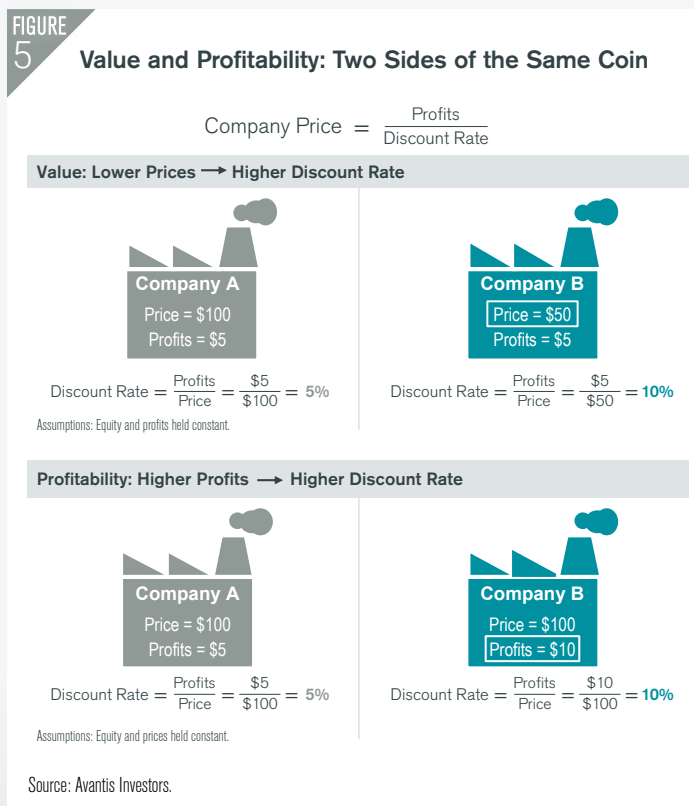 FIGURE
5
Value and Profitability: Two Sides of the Same Coin
Company Price = Profits / Discount Rate
Value: Lower Prices → Higher Discount Rate
Company A
Price = $100
Profits = $5
Discount Rate = Profits / Price = $5 / $100 = 5%
Assumptions: Equity and profits held constant.
Company B
Price = $50
Profits = $5
Discount Rate = Profits / Price = $5 / $50 = 10%
Profitability: Higher Profits → Higher Discount Rate
Company A
Price = $100
Profits = $5
Discount Rate = Profits / Price = $5 / $100 = 5%
Assumptions: Equity and prices held constant.
Company B
Price = $100
Profits = $10
Discount Rate = Profits / Price = $10 / $100 = 10%
Source: Avantis Investors.